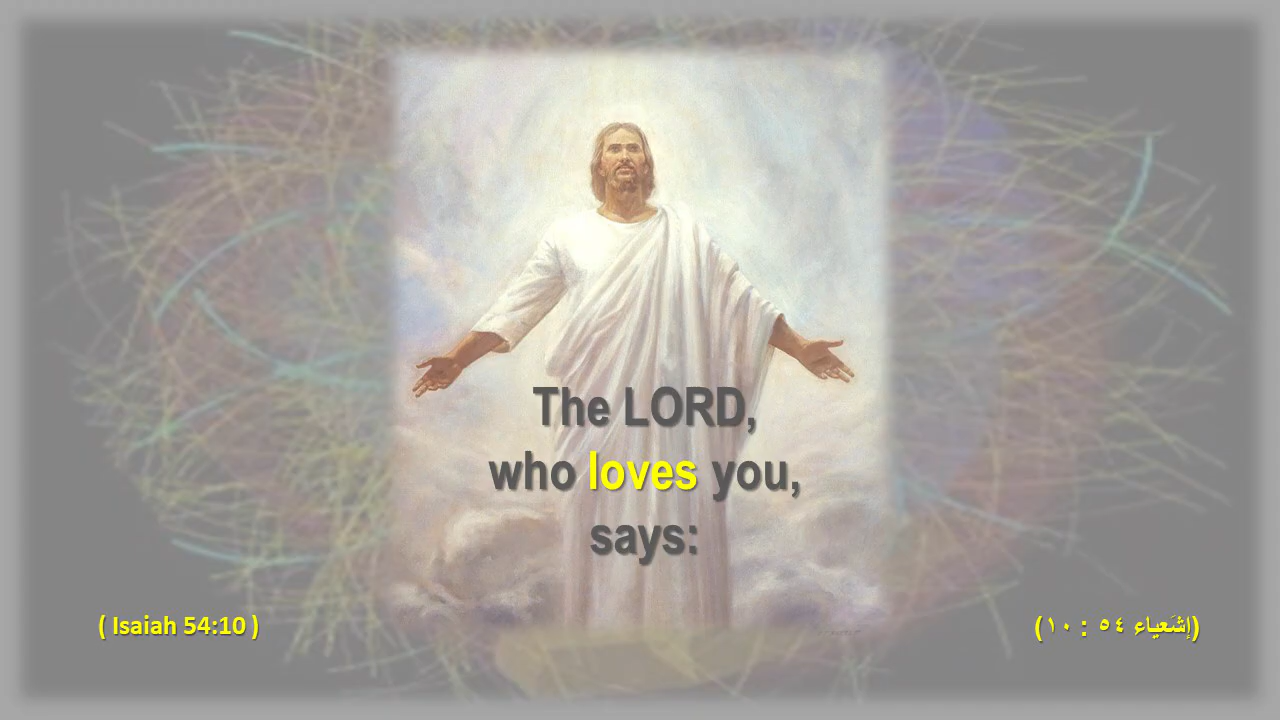 The LORD,
who loves you,
says:
( Isaiah 54:10 )
(إشَعياء ٥٤ : ١٠)